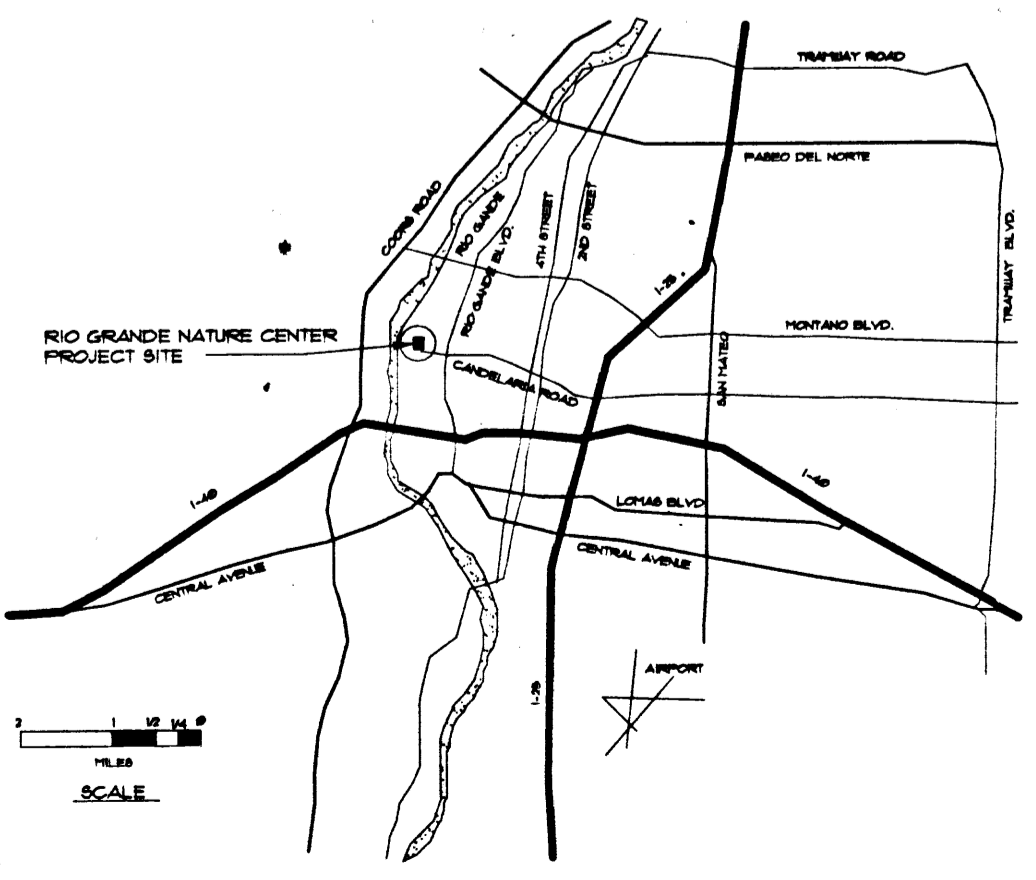 TRAMWAY ROAD
PASEO DEL NORTE
COORS ROAD
RIO GANDE
RIO GANDE BLVD.
4TH STREET
2ND STREET
TRAMWAY BLVD.
I-25
MONTANO BLVD.
RIO GRANDE NATURE CENTER
PROJECT SITE
SAN MATEO
CANDELARIA ROAD
I-40
I-40
LOMAS BLVD
CENTRAL AVENUE
CENTRAL AVENUE
AIRPORT
I-25
2 1 1/2 1/4 0
MILES
SCALE